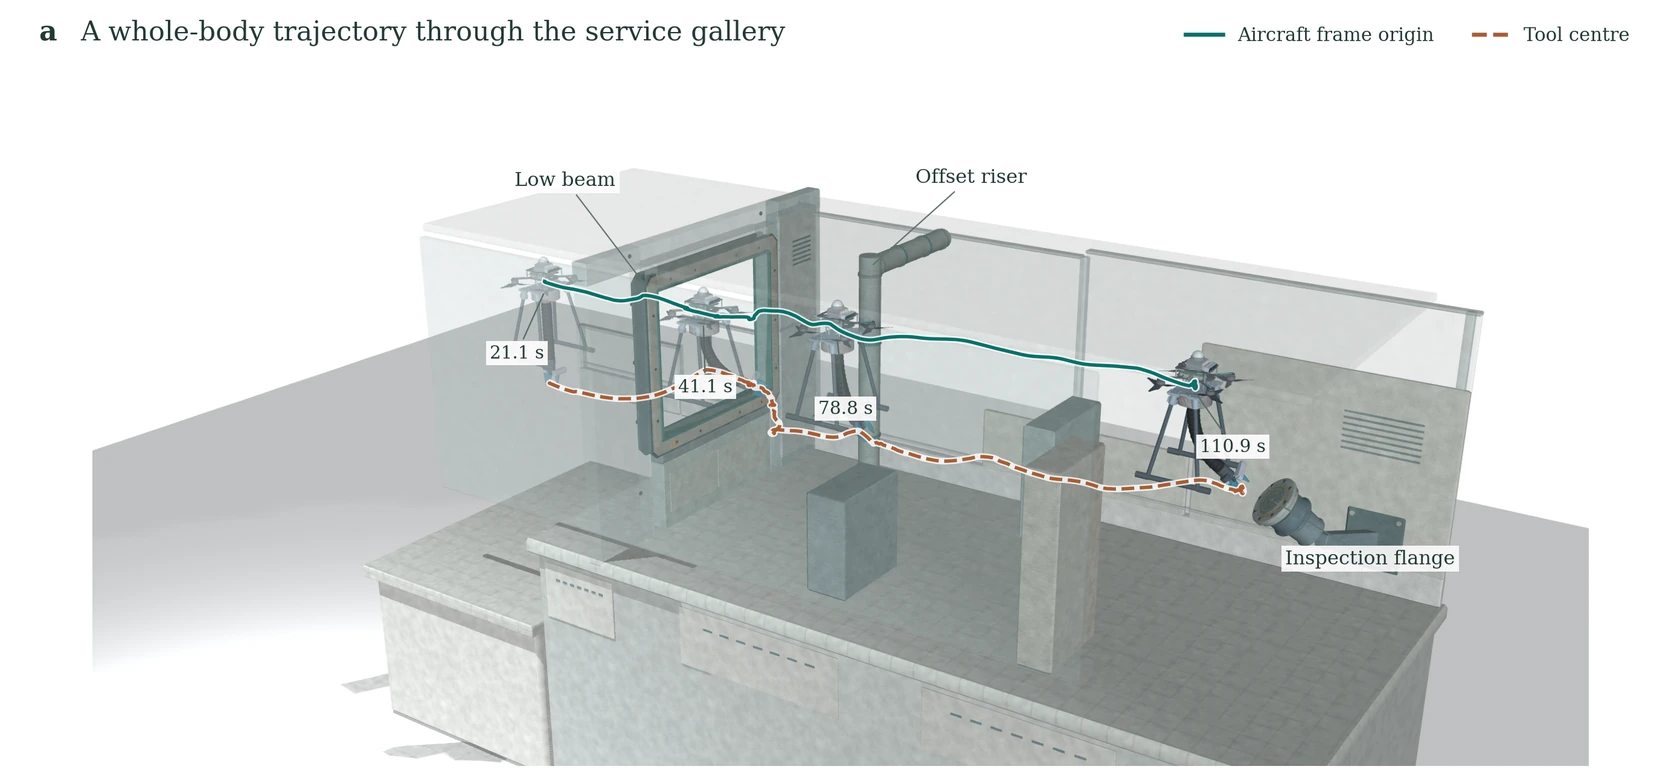 a A whole-body trajectory through the service gallery
Aircraft frame origin
Tool centre
Low beam
Offset riser
21.1 s
41.1 s
78.8 s
110.9 s
Inspection flange